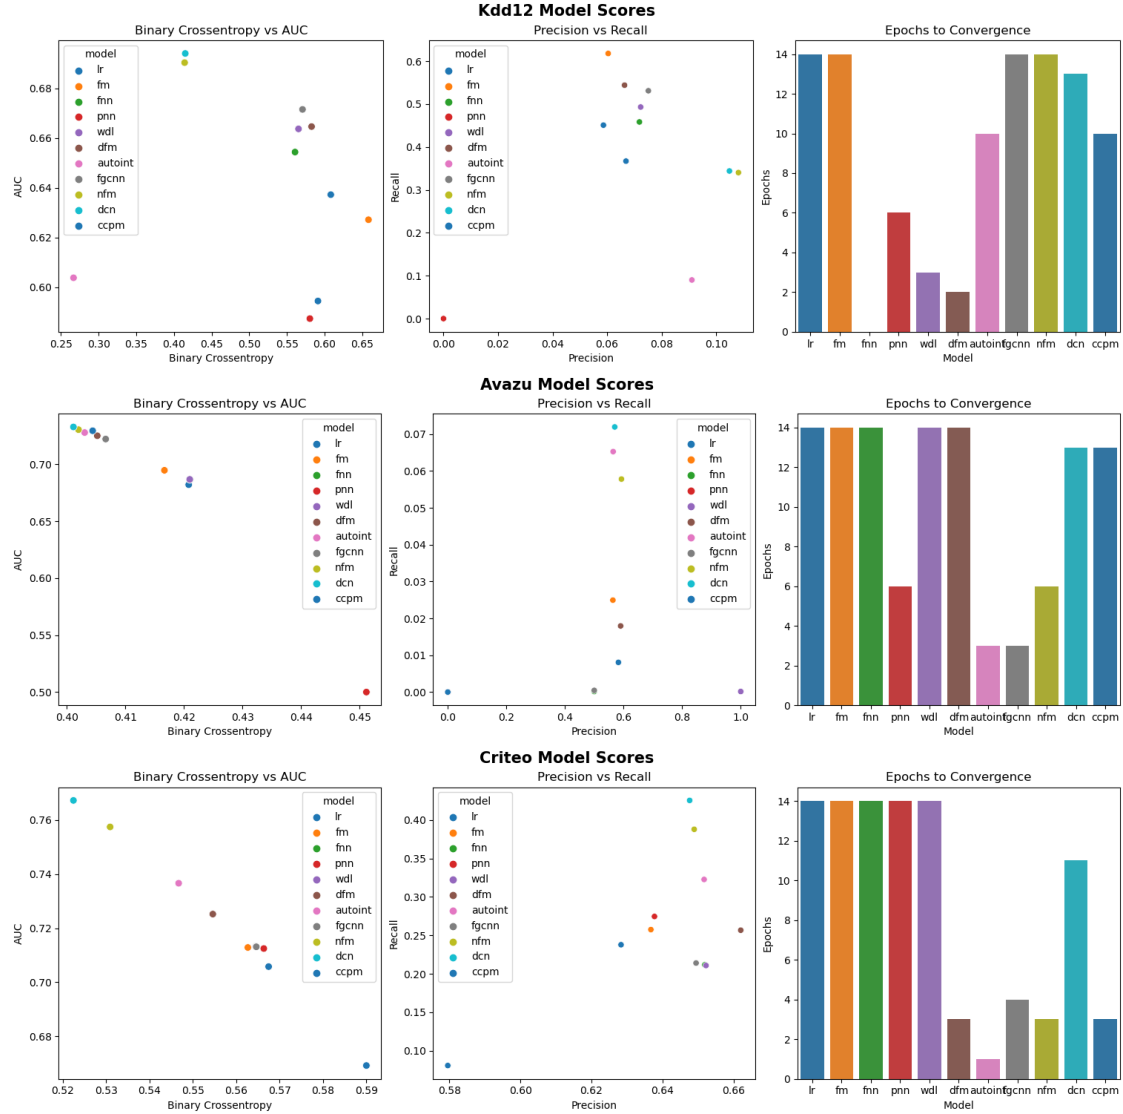 Kdd12 Model Scores
Binary Crossentropy vs AUC
AUC
0.68
0.66
0.64
0.62
0.60
model
lr
fm
fnn
pnn
wdl
dfm
autoint
fgcnn
nfm
dcn
ccpm
0.25 0.30 0.35 0.40 0.45 0.50 0.55 0.60 0.65
Binary Crossentropy
Precision vs Recall
Recall
0.6
0.5
0.4
0.3
0.2
0.1
0.0
model
lr
fm
fnn
pnn
wdl
dfm
autoint
fgcnn
nfm
dcn
ccpm
0.00 0.02 0.04 0.06 0.08 0.10
Precision
Epochs to Convergence
Epochs
14
12
10
8
6
4
2
0
lr fm fnn pnn wdl dfm autoint fgcnn nfm dcn ccpm
Model
Avazu Model Scores
Binary Crossentropy vs AUC
AUC
0.70
0.65
0.60
0.55
0.50
model
lr
fm
fnn
pnn
wdl
dfm
autoint
fgcnn
nfm
dcn
ccpm
0.40 0.41 0.42 0.43 0.44 0.45
Binary Crossentropy
Precision vs Recall
Recall
0.07
0.06
0.05
0.04
0.03
0.02
0.01
0.00
model
lr
fm
fnn
pnn
wdl
dfm
autoint
fgcnn
nfm
dcn
ccpm
0.0 0.2 0.4 0.6 0.8 1.0
Precision
Epochs to Convergence
Epochs
14
12
10
8
6
4
2
0
lr fm fnn pnn wdl dfm autoint fgcnn nfm dcn ccpm
Model
Criteo Model Scores
Binary Crossentropy vs AUC
AUC
0.76
0.74
0.72
0.70
0.68
model
lr
fm
fnn
pnn
wdl
dfm
autoint
fgcnn
nfm
dcn
ccpm
0.52 0.53 0.54 0.55 0.56 0.57 0.58 0.59
Binary Crossentropy
Precision vs Recall
Recall
0.40
0.35
0.30
0.25
0.20
0.15
0.10
model
lr
fm
fnn
pnn
wdl
dfm
autoint
fgcnn
nfm
dcn
ccpm
0.58 0.60 0.62 0.64 0.66
Precision
Epochs to Convergence
Epochs
14
12
10
8
6
4
2
0
lr fm fnn pnn wdl dfm autoint fgcnn nfm dcn ccpm
Model